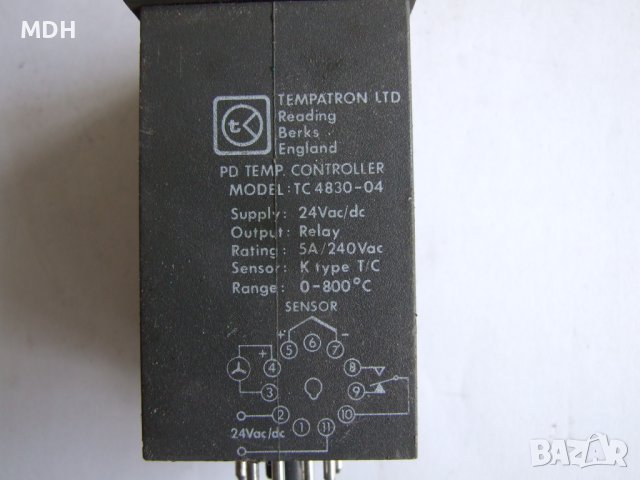 MDH
TEMPATRON LTD
Reading
Berks
England
PD TEMP. CONTROLLER
MODEL: TC 4830-04
Supply: 24Vac/dc
Output: Relay
Rating: 5A/240Vac
Sensor: K type T/C
Range: 0-800°C
SENSOR
+ -
5 6 7
+ 4 8
3 9
2 10
1 11
24Vac/dc
BAZAR